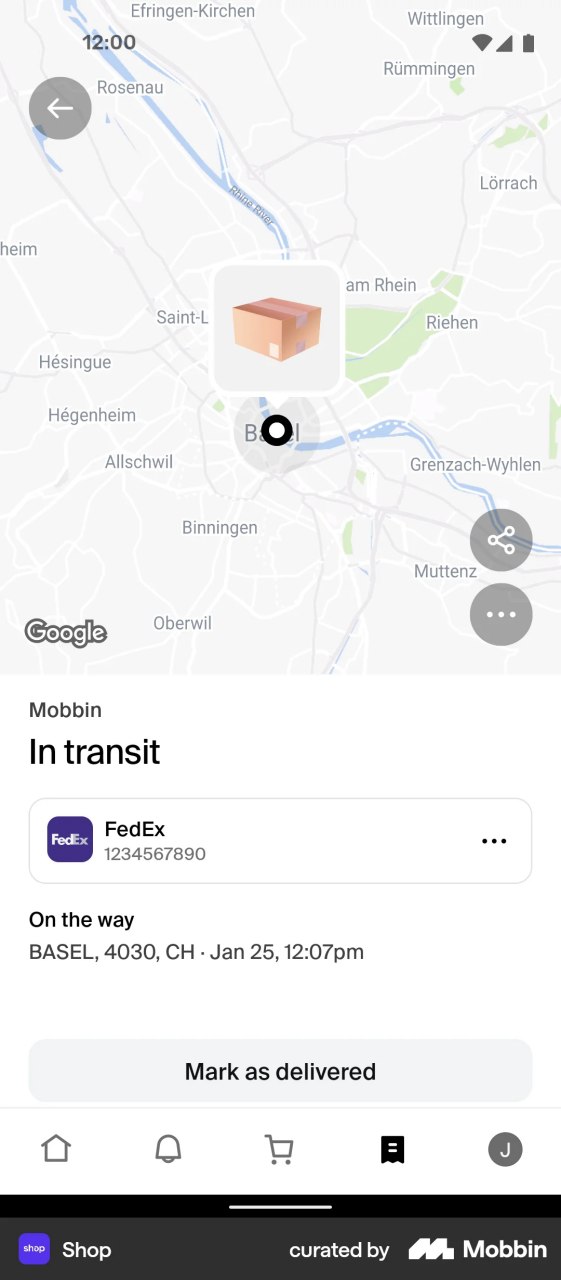 Efringen-Kirchen
Wittlingen
12:00
Rümmingen
Rosenau
Lörrach
Rhine River
heim
am Rhein
Saint-L
Riehen
Hésingue
Hégenheim
Allschwil
Grenzach-Wyhlen
Binningen
Muttenz
Google
Oberwil
Mobbin
In transit
FedEx
FedEx
1234567890
On the way
BASEL, 4030, CH · Jan 25, 12:07pm
Mark as delivered
J
shop
Shop
curated by
Mobbin